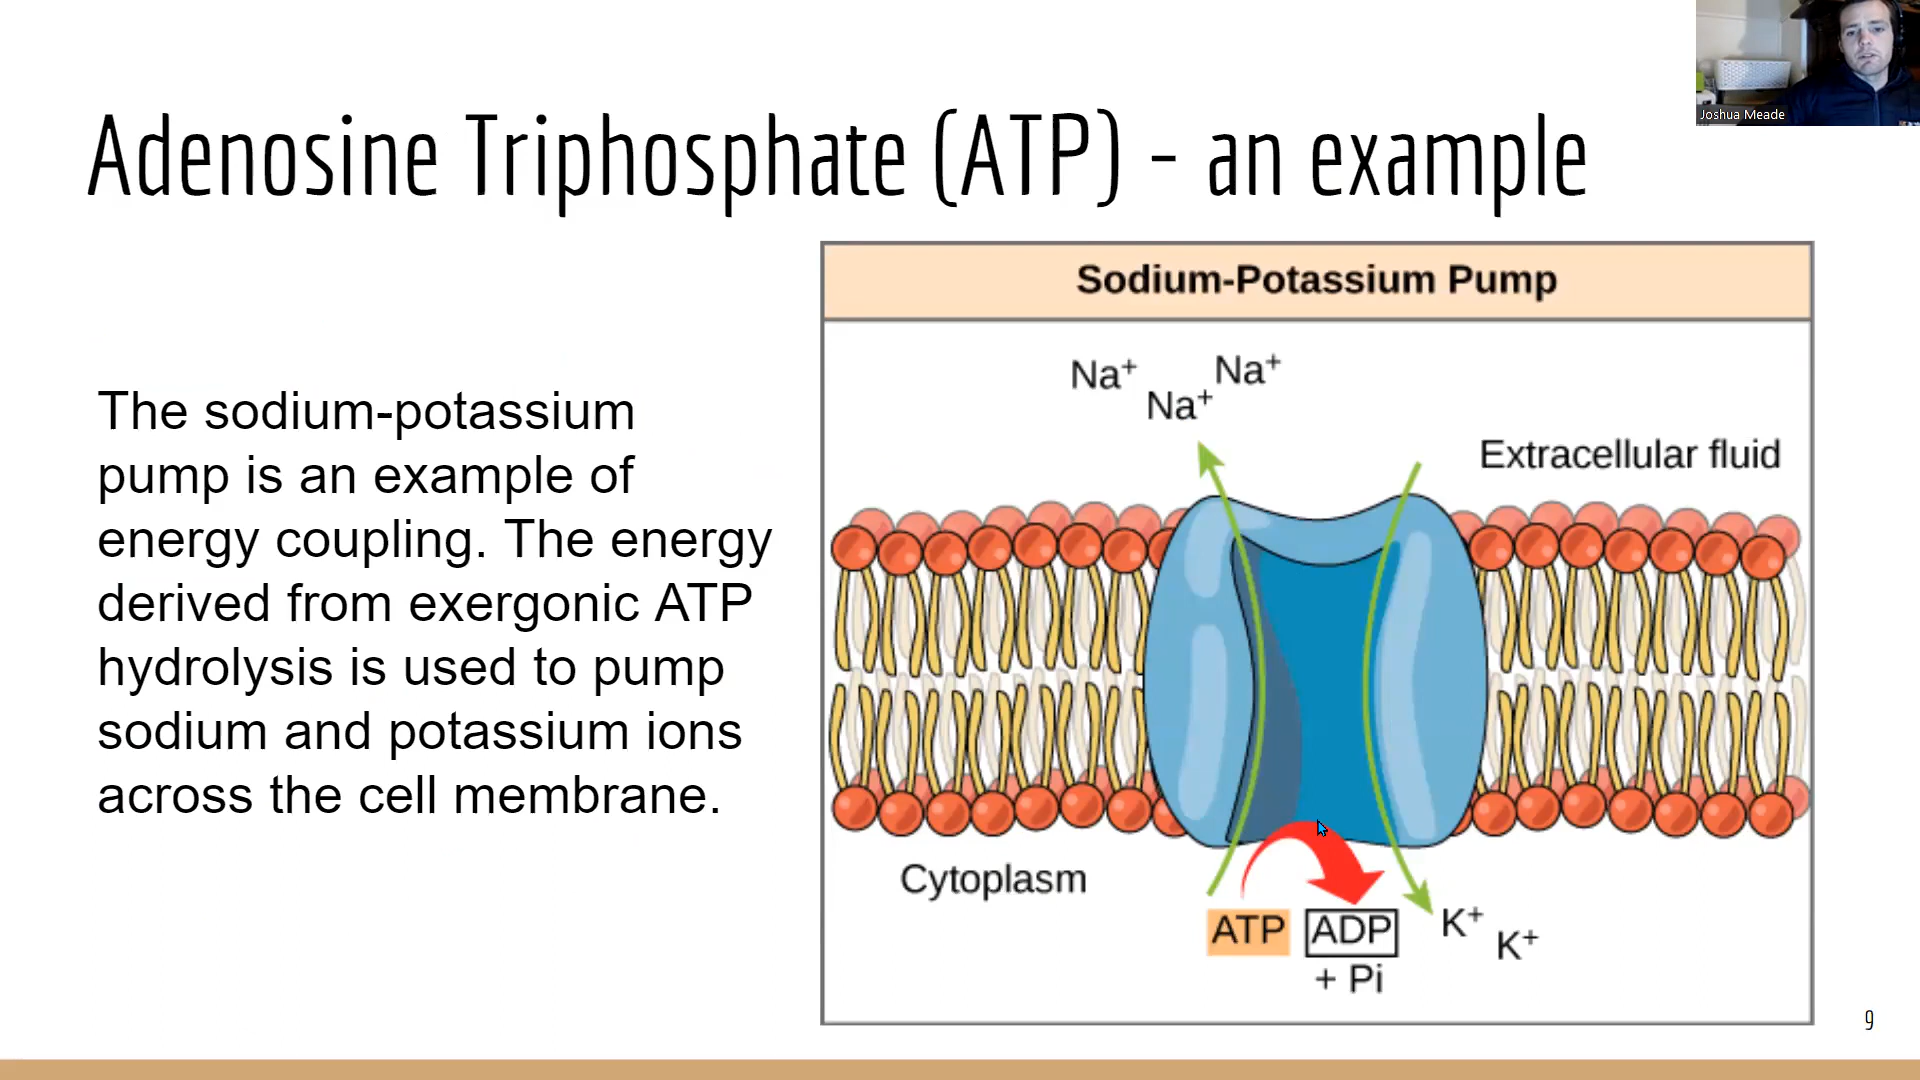 Joshua Meade
Adenosine Triphosphate (ATP) - an example
The sodium-potassium
pump is an example of
energy coupling. The energy
derived from exergonic ATP
hydrolysis is used to pump
sodium and potassium ions
across the cell membrane.
Sodium-Potassium Pump
Na⁺
Na⁺
Na⁺
Extracellular fluid
Cytoplasm
ATP
ADP
+ Pi
K⁺
K⁺
9